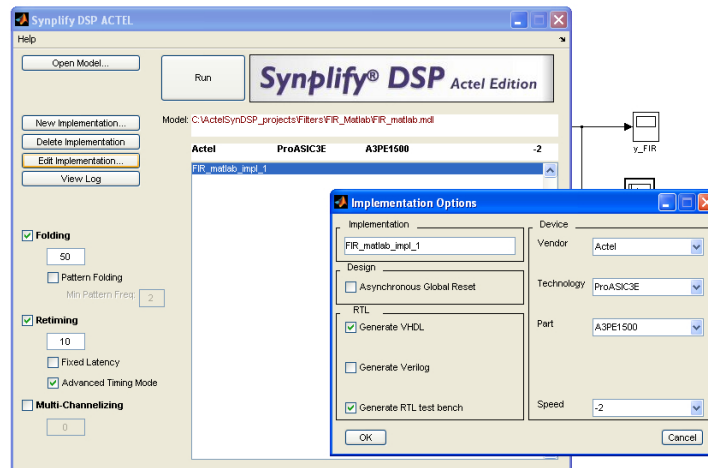 Synplify DSP ACTEL
Help
Open Model...
Run
Synplify® DSP Actel Edition
New Implementation...
Delete Implementation
Edit Implementation...
View Log
Model: C:\ActelSynDSP_projects\Filters\FIR_Matlab\FIR_matlab.mdl
Actel ProASIC3E A3PE1500 -2
FIR_matlab_impl_1
y_FIR
Folding
50
Pattern Folding
Min Pattern Freq: 2
Retiming
10
Fixed Latency
Advanced Timing Mode
Multi-Channelizing
0
Implementation Options
Implementation
FIR_matlab_impl_1
Design
Asynchronous Global Reset
RTL
Generate VHDL
Generate Verilog
Generate RTL test bench
Device
Vendor Actel
Technology ProASIC3E
Part A3PE1500
Speed -2
OK
Cancel